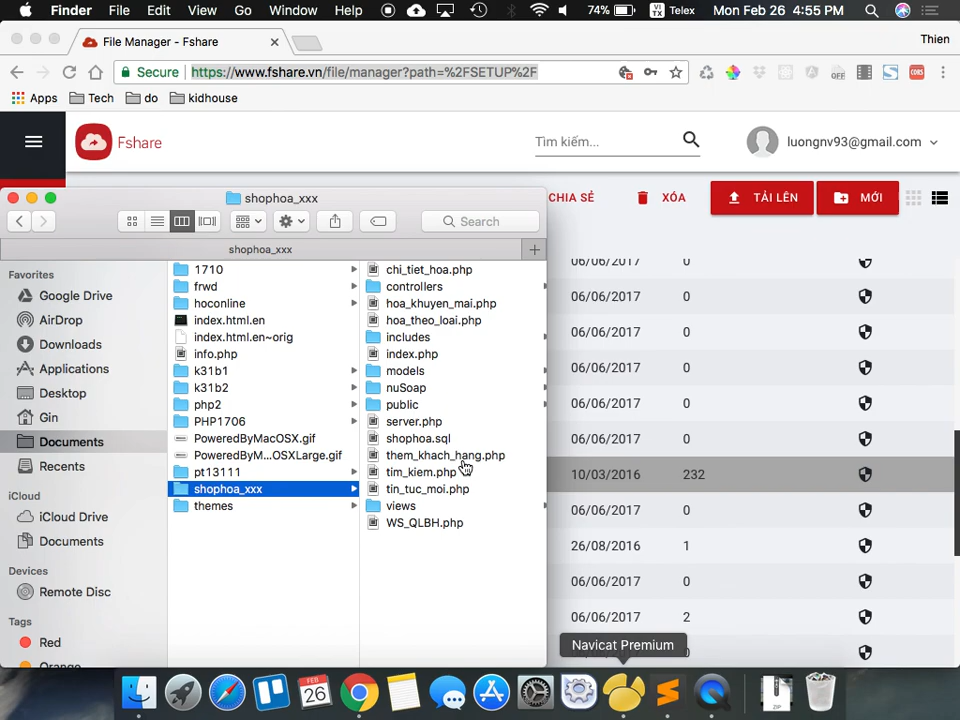 Finder File Edit View Go Window Help 74% VI TX Telex Mon Feb 26 4:55 PM
File Manager - Fshare Thien
Secure https://www.fshare.vn/file/manager?path=%2FSETUP%2F OFF CORS
Apps Tech do kidhouse
Fshare Tìm kiếm... luongnv93@gmail.com
CHIA SẺ XÓA TẢI LÊN MỚI
shophoa_xxx
Search
shophoa_xxx
Favorites
Google Drive
AirDrop
Downloads
Applications
Desktop
Gin
Documents
Recents
iCloud
iCloud Drive
Documents
Devices
Remote Disc
Tags
Red
Orange
1710
frwd
hoconline
index.html.en
index.html.en~orig
info.php
k31b1
k31b2
php2
PHP1706
PoweredByMacOSX.gif
PoweredByM...OSXLarge.gif
pt13111
shophoa_xxx
themes
chi_tiet_hoa.php
controllers
hoa_khuyen_mai.php
hoa_theo_loai.php
includes
index.php
models
nuSoap
public
server.php
shophoa.sql
them_khach_hang.php
tim_kiem.php
tin_tuc_moi.php
views
WS_QLBH.php
06/06/2017 0
06/06/2017 0
06/06/2017 0
06/06/2017 0
06/06/2017 0
06/06/2017 0
10/03/2016 232
06/06/2017 0
26/08/2016 1
06/06/2017 0
06/06/2017 2
0
Navicat Premium
FEB
26
ZIP